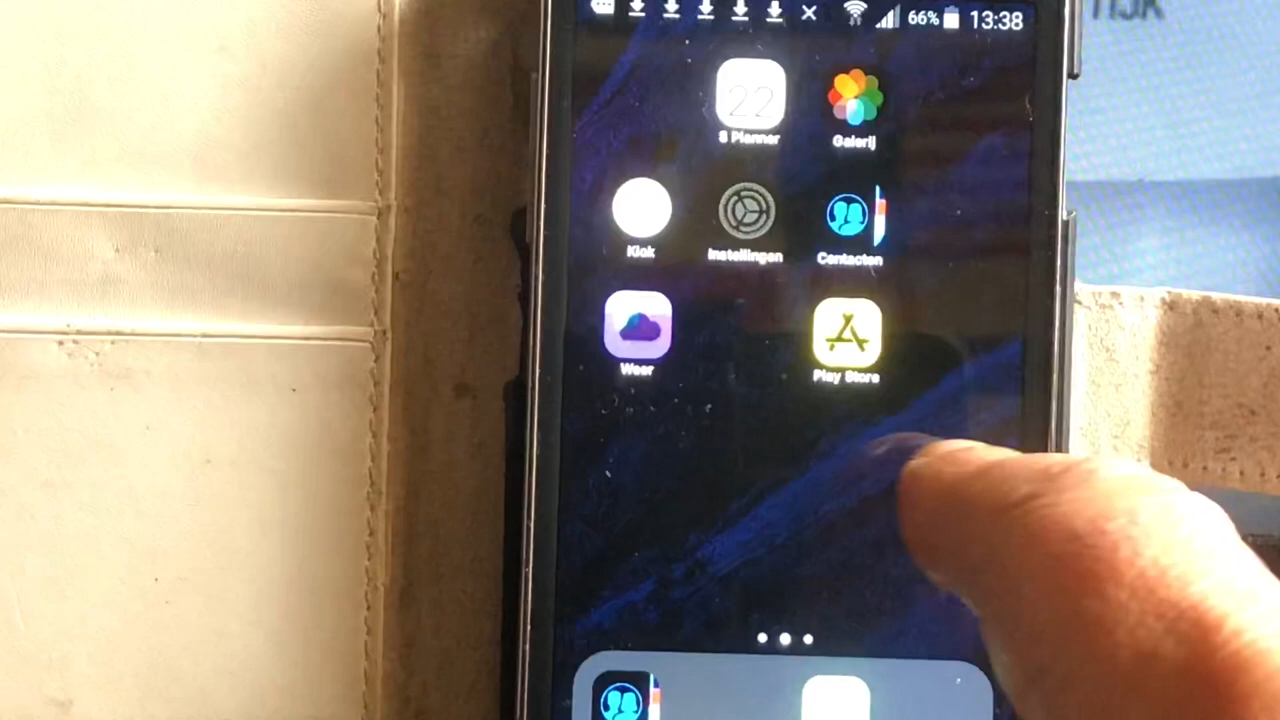 66% 13:38
22
S Planner Galerij
Klok Instellingen Contacten
Weer Play Store